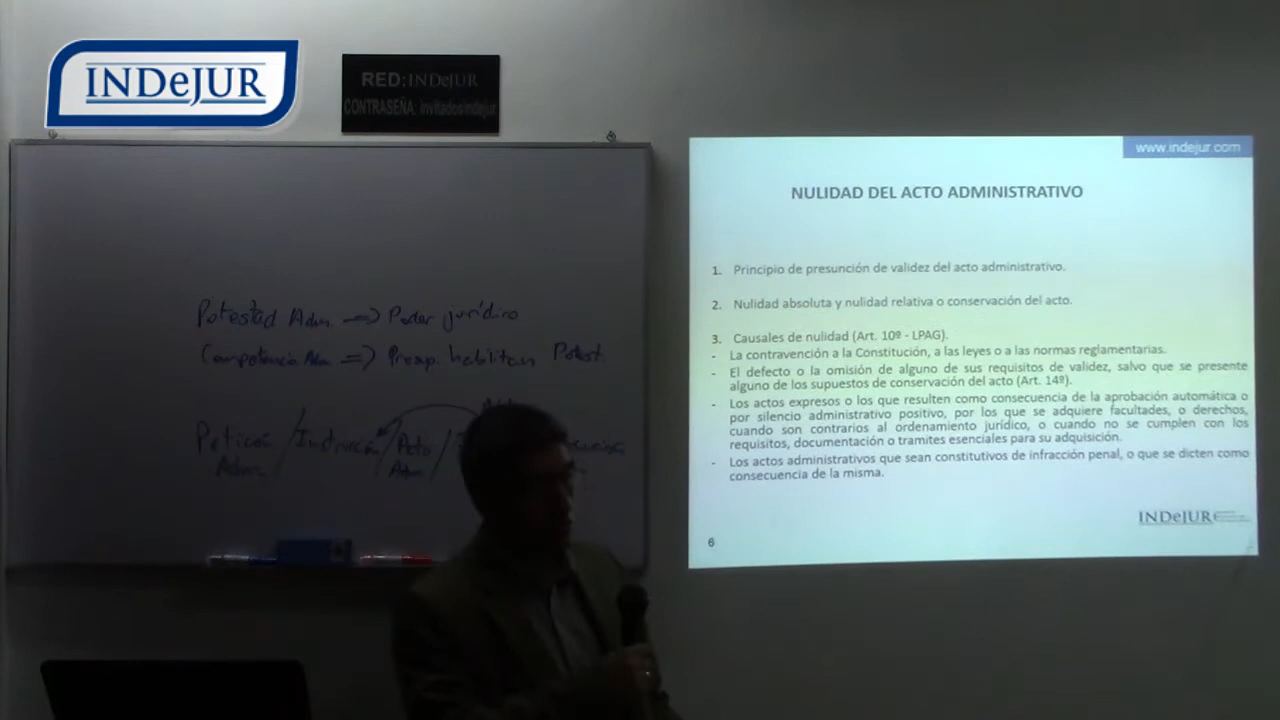 INDeJUR
RED:INDeJUR
CONTRASEÑA: invitadosindejur
Potestad Adm. => Poder jurídico
Competencia Adm => Presup. habilitan Potest.
Petición / Inducción / Acto /
Adm.
www.indejur.com
NULIDAD DEL ACTO ADMINISTRATIVO
1. Principio de presunción de validez del acto administrativo.
2. Nulidad absoluta y nulidad relativa o conservación del acto.
3. Causales de nulidad (Art. 10º - LPAG).
- La contravención a la Constitución, a las leyes o a las normas reglamentarias.
- El defecto o la omisión de alguno de sus requisitos de validez, salvo que se presente
alguno de los supuestos de conservación del acto (Art. 14º).
- Los actos expresos o los que resulten como consecuencia de la aprobación automática o
por silencio administrativo positivo, por los que se adquiere facultades, o derechos,
cuando son contrarios al ordenamiento jurídico, o cuando no se cumplen con los
requisitos, documentación o tramites esenciales para su adquisición.
- Los actos administrativos que sean constitutivos de infracción penal, o que se dicten como
consecuencia de la misma.
INDeJUR
6